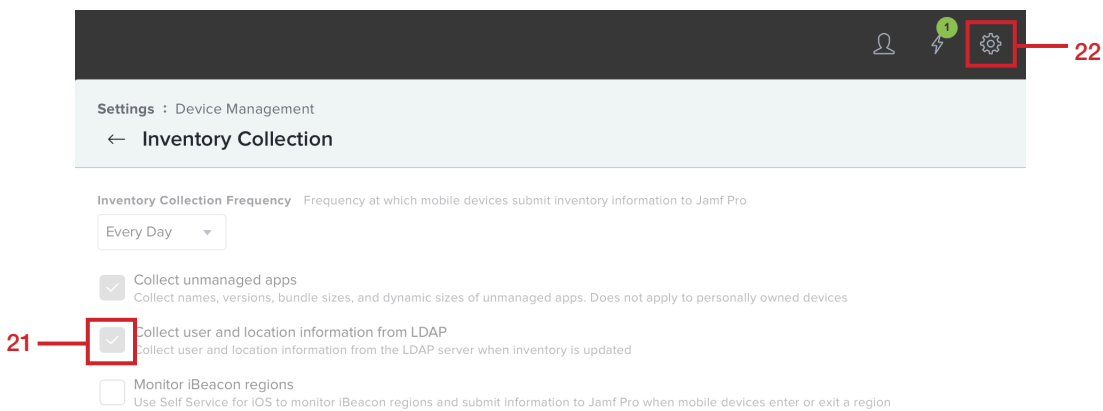 1
22
Settings : Device Management
← Inventory Collection
Inventory Collection Frequency Frequency at which mobile devices submit inventory information to Jamf Pro
Every Day
Collect unmanaged apps
Collect names, versions, bundle sizes, and dynamic sizes of unmanaged apps. Does not apply to personally owned devices
21
Collect user and location information from LDAP
Collect user and location information from the LDAP server when inventory is updated
Monitor iBeacon regions
Use Self Service for iOS to monitor iBeacon regions and submit information to Jamf Pro when mobile devices enter or exit a region